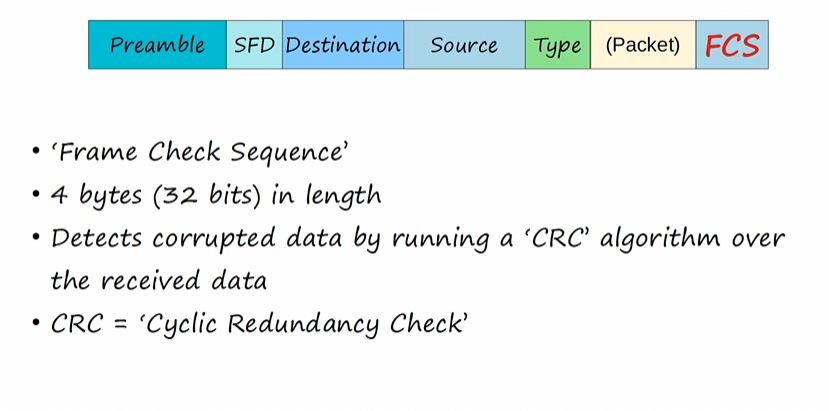 Preamble SFD Destination Source Type (Packet) FCS
• ‘Frame Check Sequence’
• 4 bytes (32 bits) in length
• Detects corrupted data by running a ‘CRC’ algorithm over
the received data
• CRC = ‘Cyclic Redundancy Check’